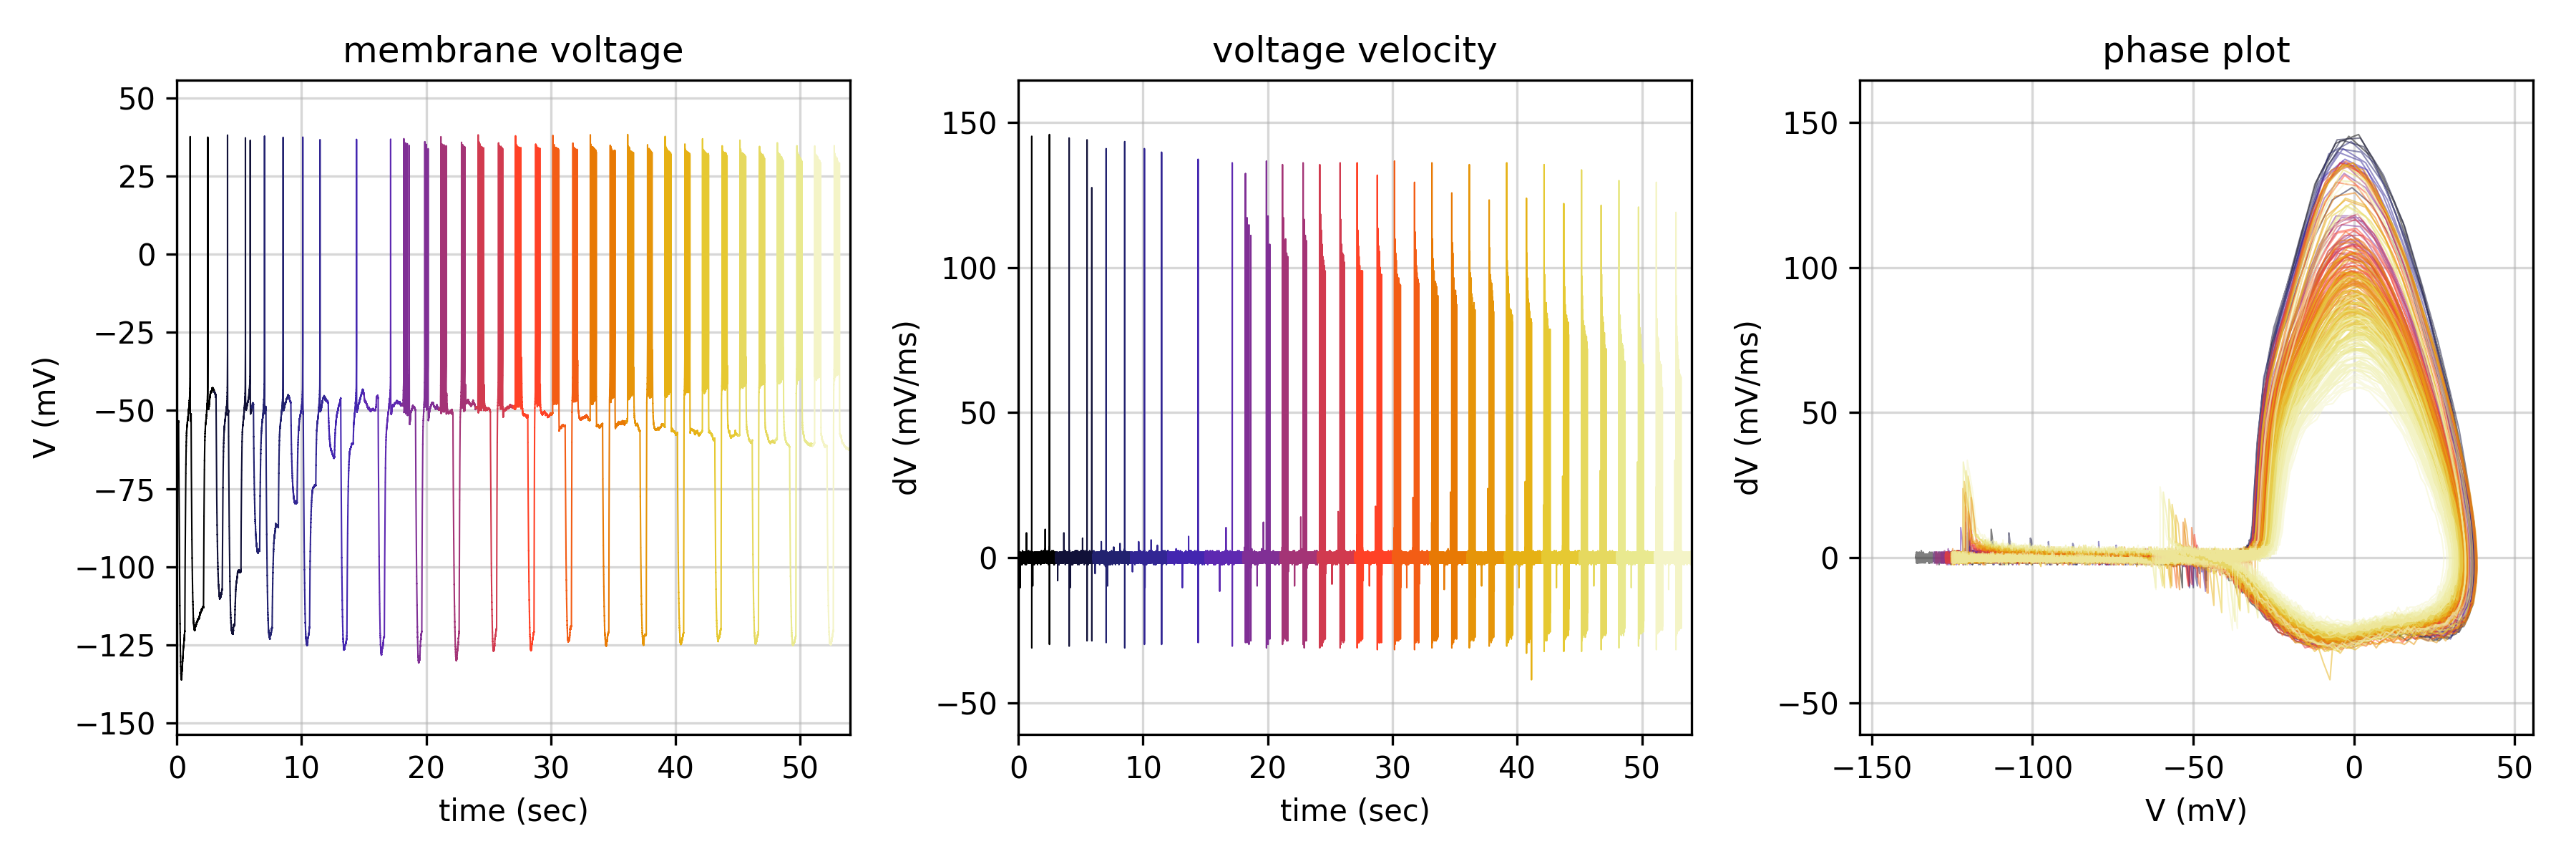 membrane voltage
50
25
0
−25
−50
−75
−100
−125
−150
V (mV)
0 10 20 30 40 50
time (sec)
voltage velocity
150
100
50
0
−50
dV (mV/ms)
0 10 20 30 40 50
time (sec)
phase plot
150
100
50
0
−50
dV (mV/ms)
−150 −100 −50 0 50
V (mV)